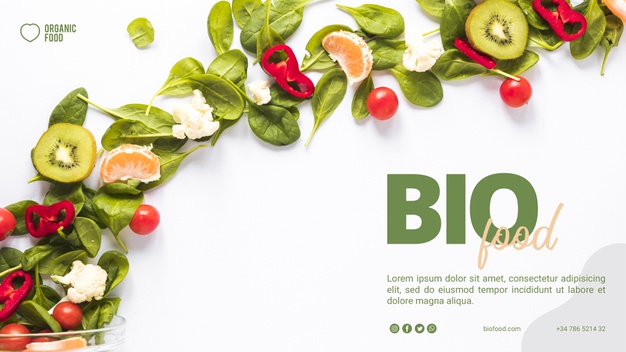 ORGANIC
FOOD
BIO
food
Lorem ipsum dolor sit amet, consectetur adipiscing
elit, sed do eiusmod tempor incididunt ut labore et
dolore magna aliqua.
biofood.com
+34 786 5214 32